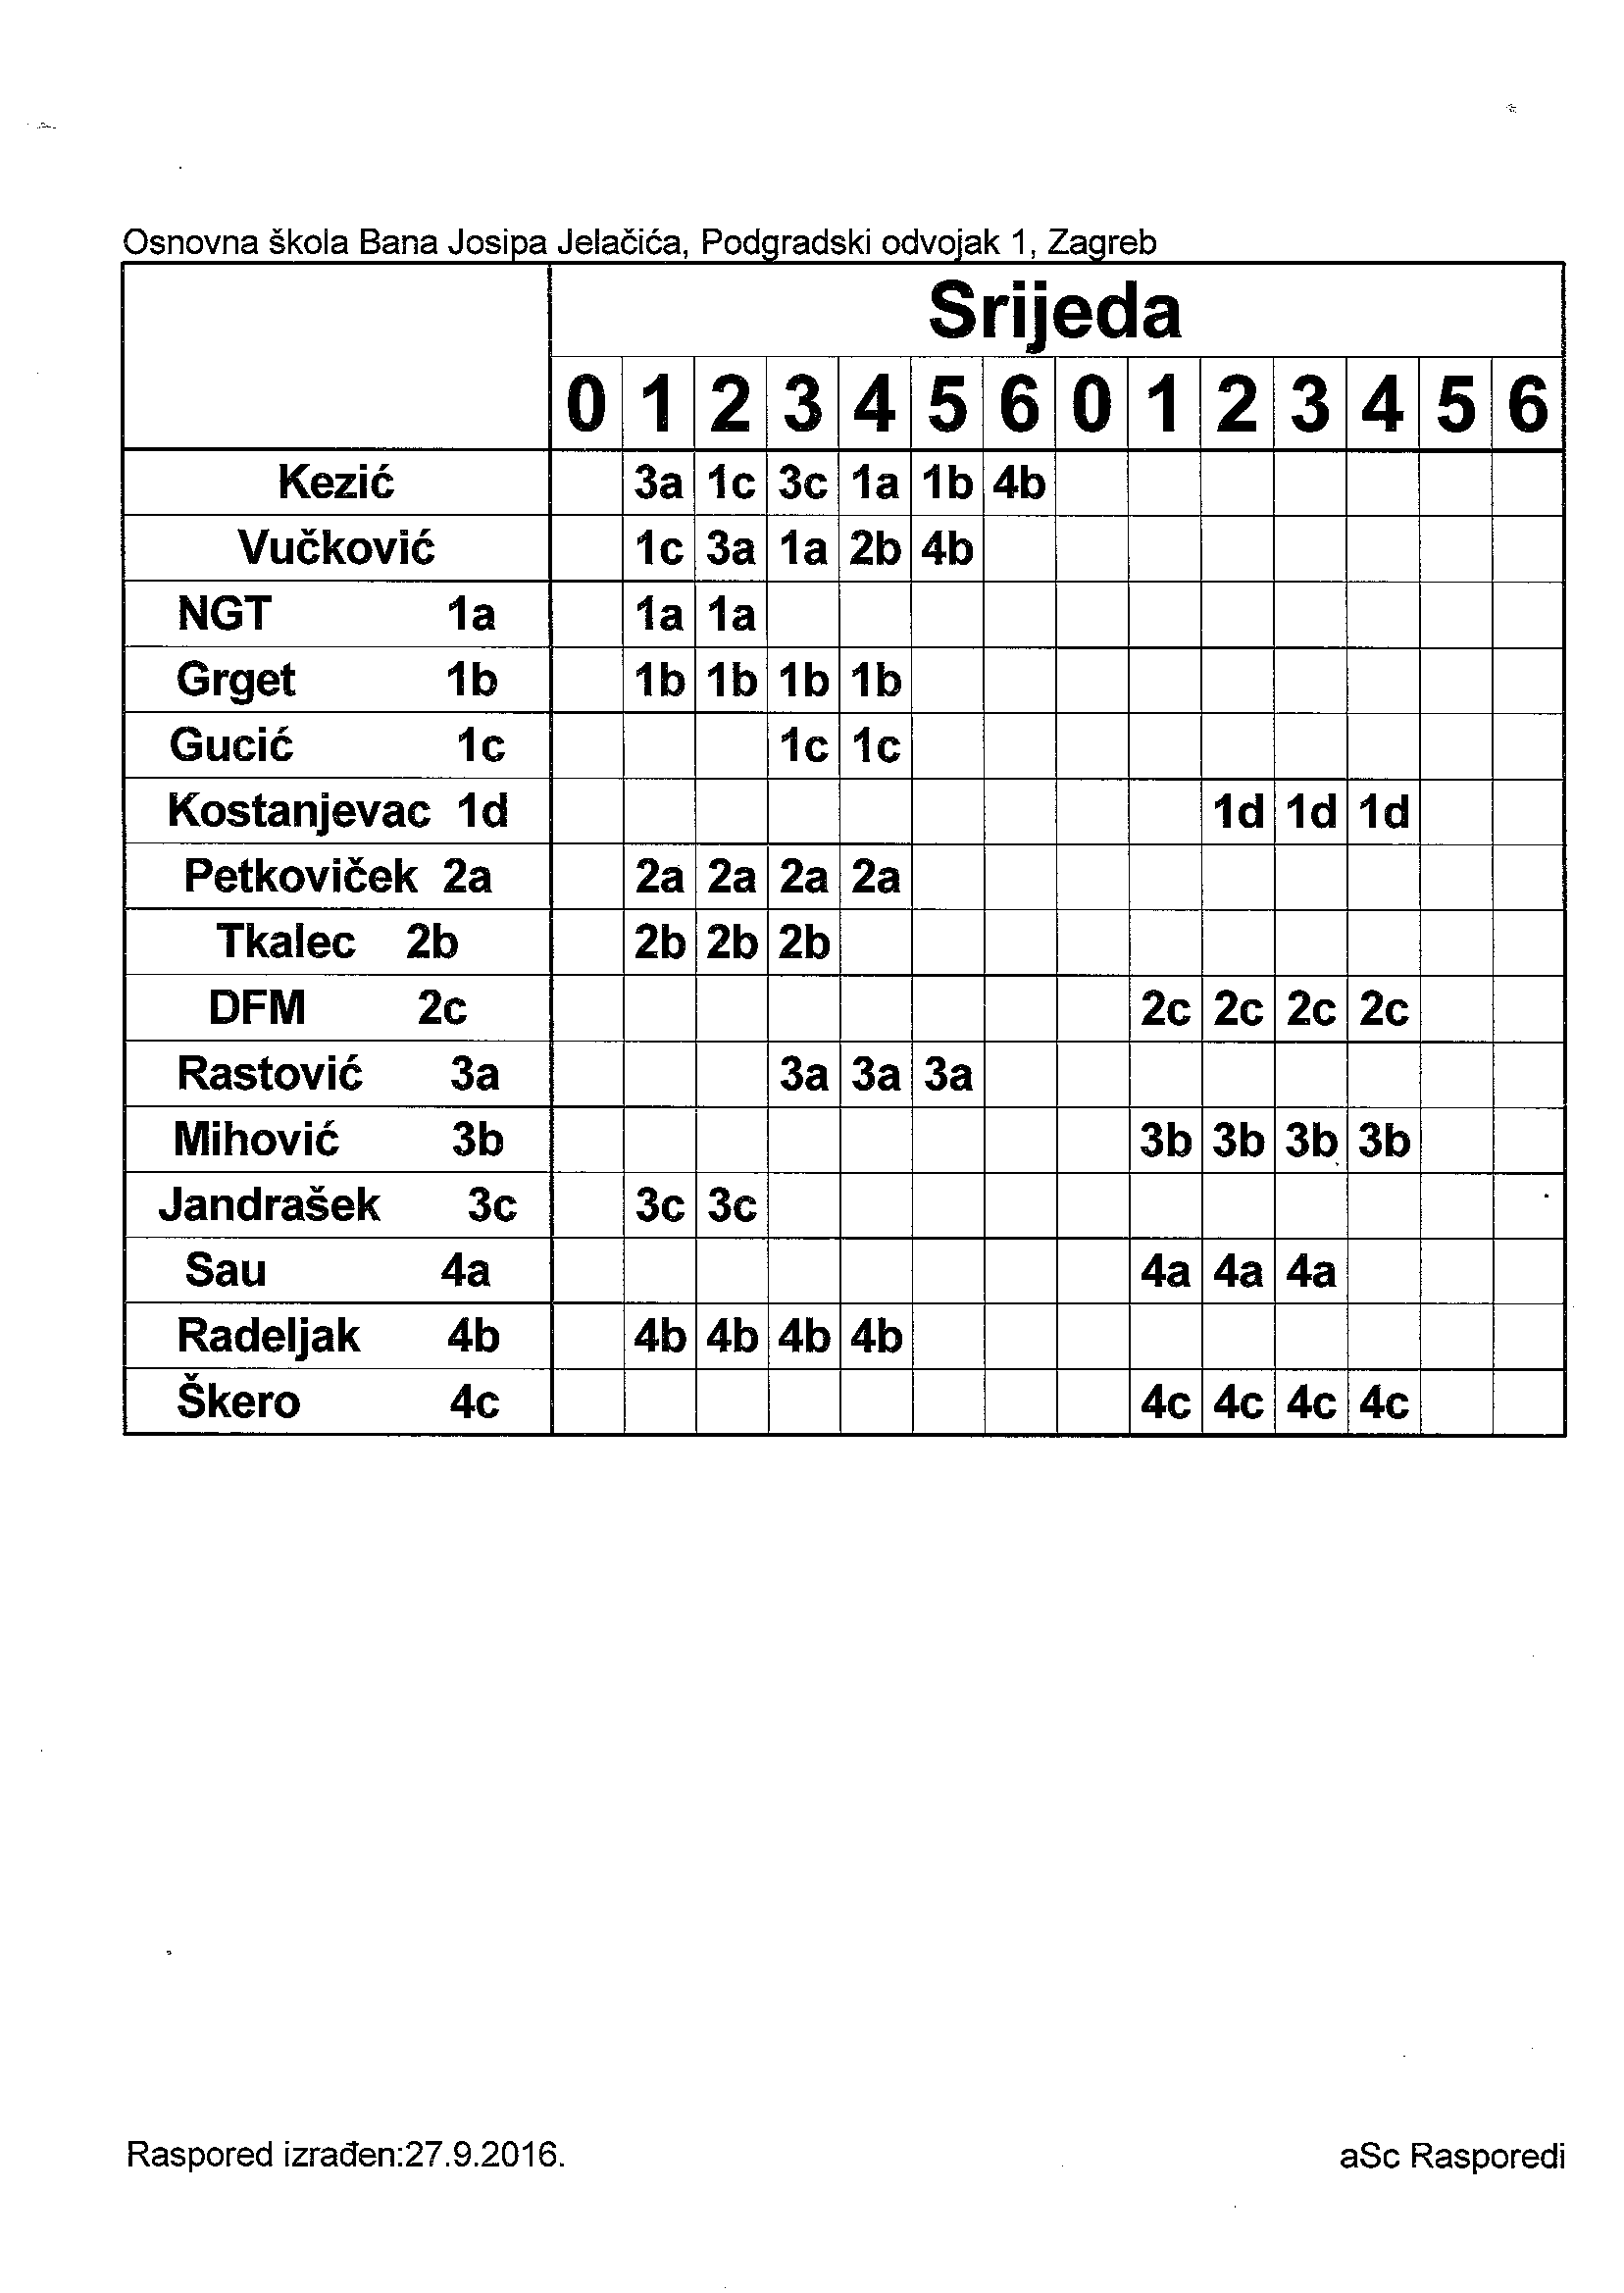 Osnovna škola Bana Josipa Jelačića, Podgradski odvojak 1, Zagreb
Srijeda
0 1 2 3 4 5 6 0 1 2 3 4 5 6
Kezić 3a 1c 3c 1a 1b 4b
Vučković 1c 3a 1a 2b 4b
NGT 1a 1a 1a
Grget 1b 1b 1b 1b 1b
Gucić 1c 1c 1c
Kostanjevac 1d 1d 1d 1d
Petkoviček 2a 2a 2a 2a 2a
Tkalec 2b 2b 2b 2b
DFM 2c 2c 2c 2c 2c
Rastović 3a 3a 3a 3a
Mihović 3b 3b 3b 3b 3b
Jandrašek 3c 3c 3c
Sau 4a 4a 4a 4a
Radeljak 4b 4b 4b 4b 4b
Škero 4c 4c 4c 4c 4c
Raspored izrađen:27.9.2016. aSc Rasporedi